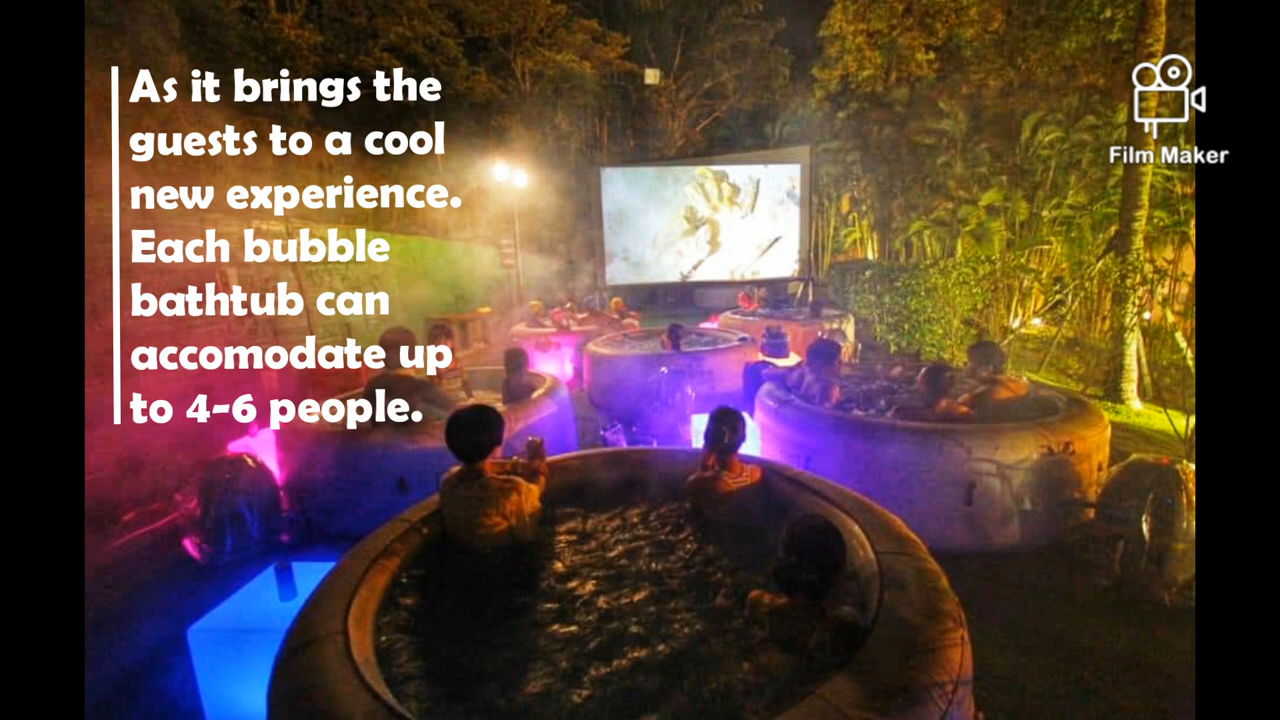 As it brings the
guests to a cool
new experience.
Each bubble
bathtub can
accomodate up
to 4-6 people.
Film Maker